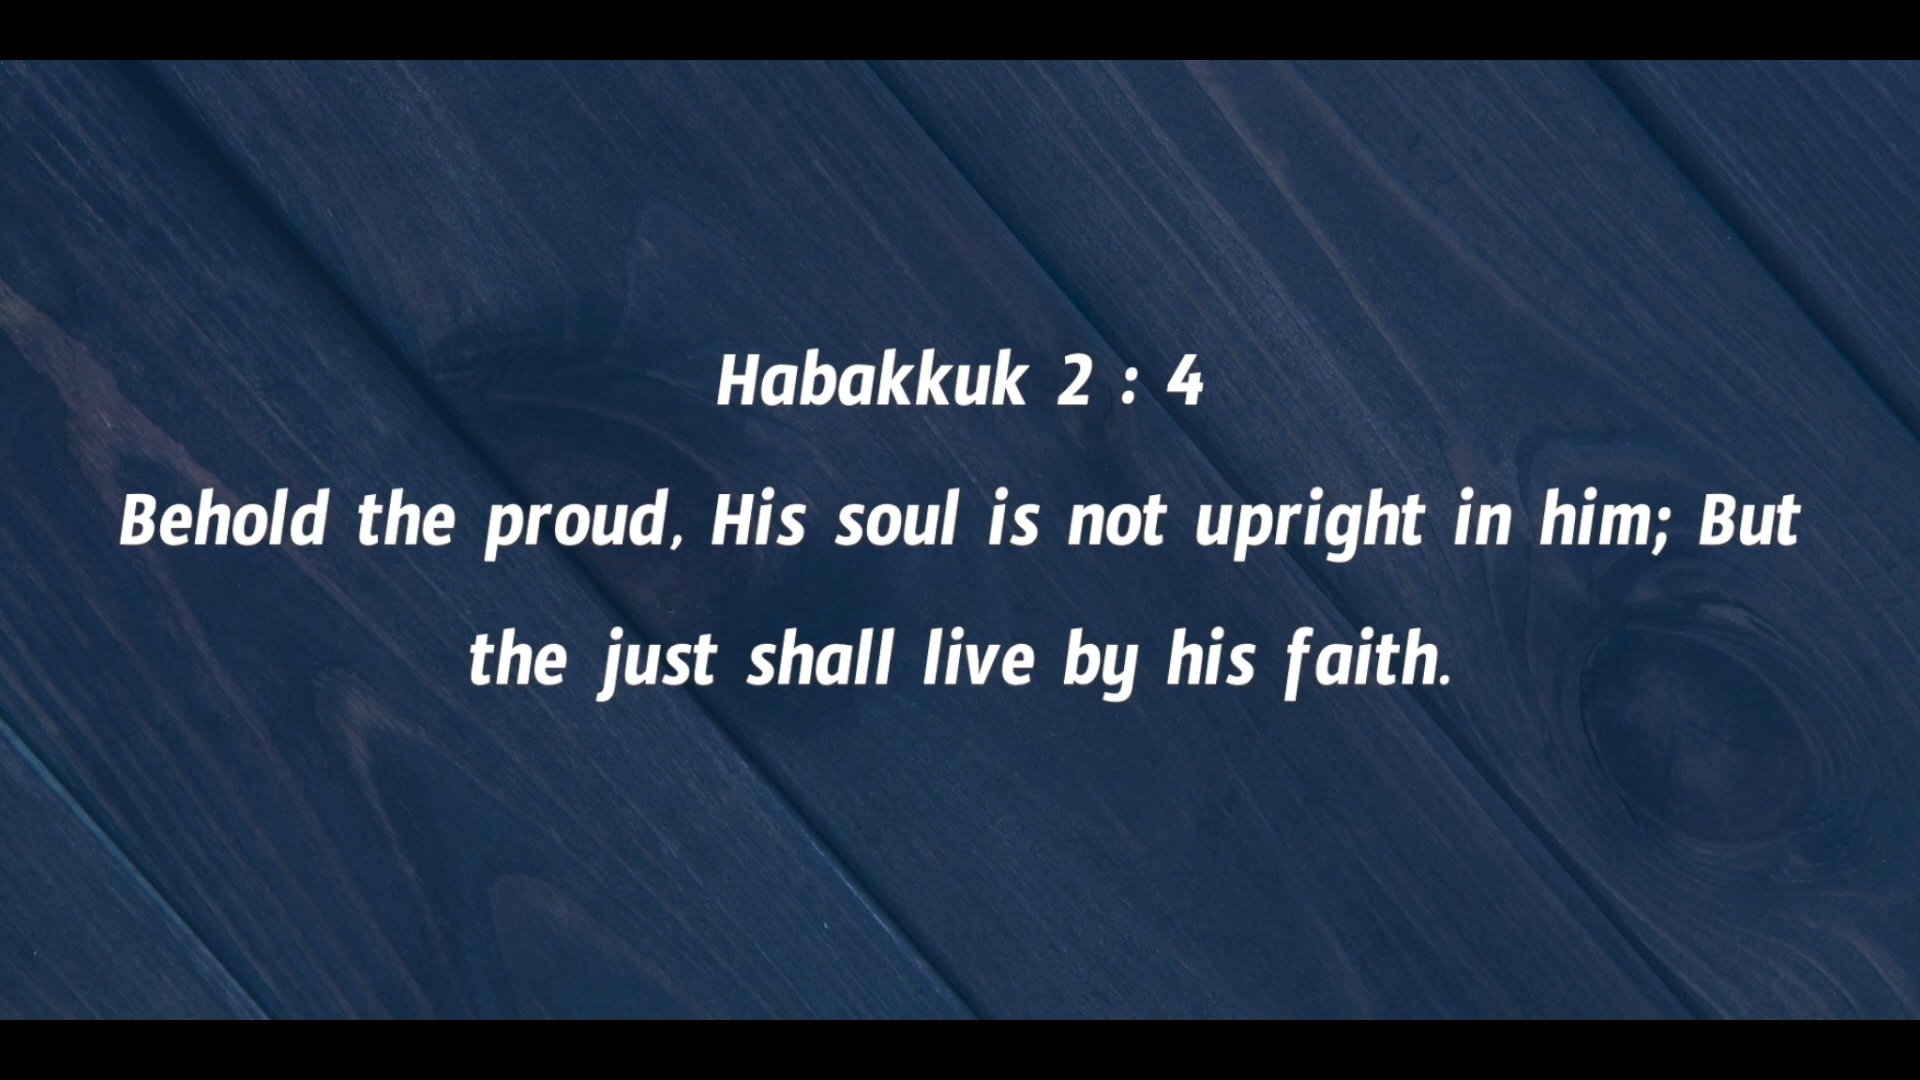 Habakkuk 2 : 4
Behold the proud, His soul is not upright in him; But
the just shall live by his faith.